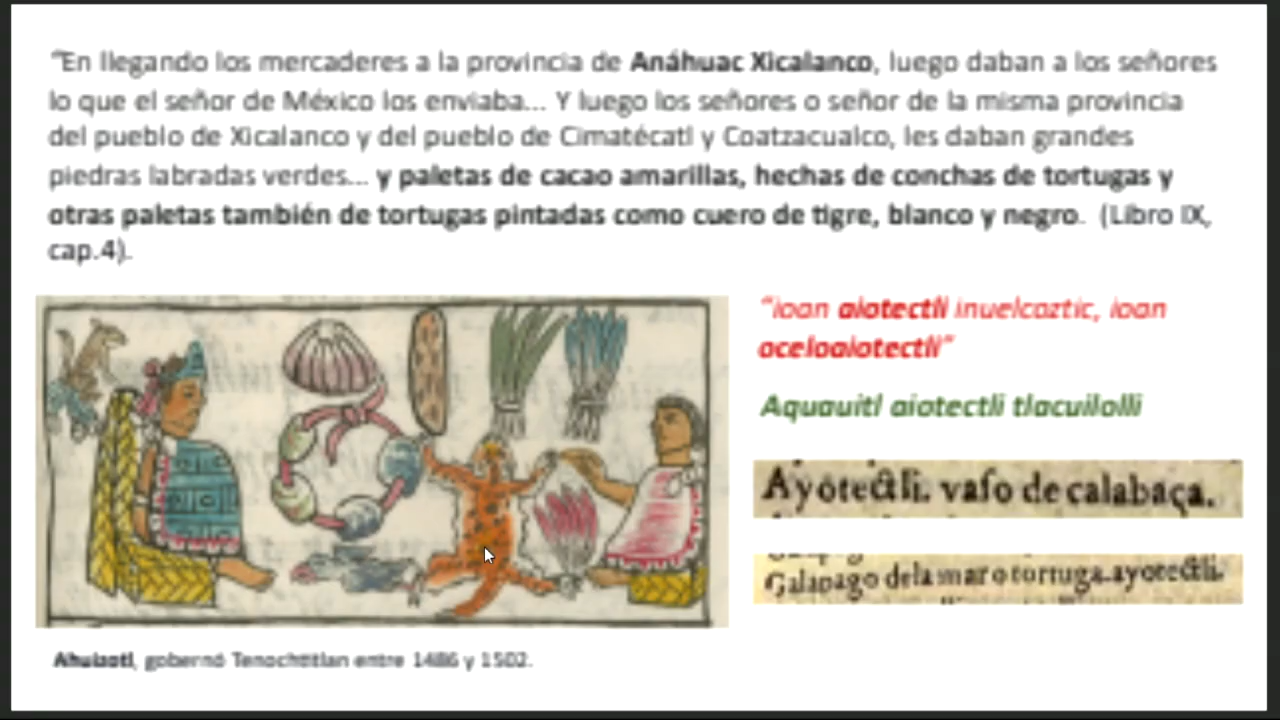 “En llegando los mercaderes a la provincia de Anáhuac Xicalanco, luego daban a los señores
lo que el señor de México los enviaba... Y luego los señores o señor de la misma provincia
del pueblo de Xicalanco y del pueblo de Cimatécatl y Coatzacualco, les daban grandes
piedras labradas verdes... y paletas de cacao amarillas, hechas de conchas de tortugas y
otras paletas también de tortugas pintadas como cuero de tigre, blanco y negro. (Libro IX,
cap.4).
“ioan aiotectli inuelcoztic, ioan
oceloaiotectli”
Aquauitl aiotectli tlacuilolli
Ayotectli. vaso de calabaça.
Galapago dela mar o tortuga. ayotectli.
Ahuizotl, gobernó Tenochtitlan entre 1486 y 1502.